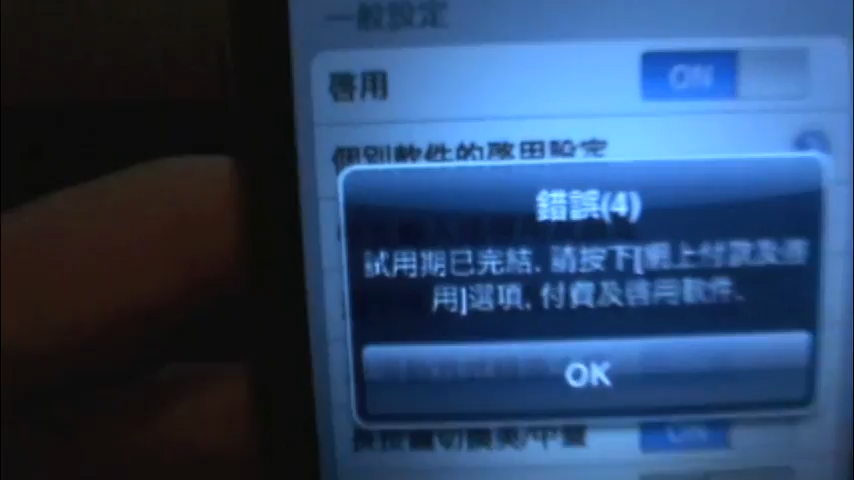 一般設定
啓用
ON
個別軟件的啓用設定
錯誤(4)
試用期已完結, 請按下[網上付款及啓
用]選項, 付費及啓用軟件.
OK
ON